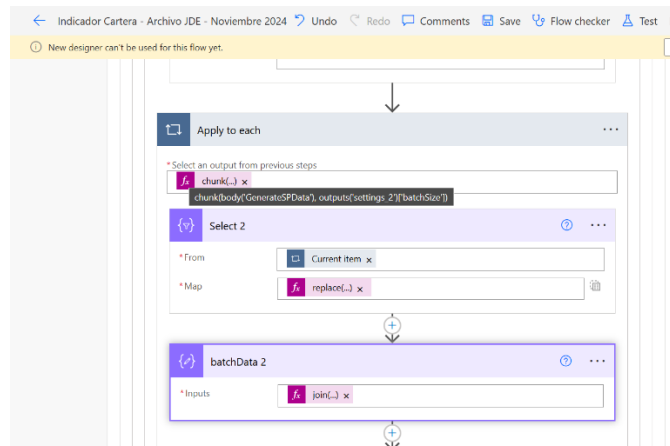 Indicador Cartera - Archivo JDE - Noviembre 2024 Undo Redo Comments Save Flow checker Test
New designer can't be used for this flow yet.
Apply to each
*Select an output from previous steps
chunk(...) x
chunk(body('GenerateSPData'), outputs('settings_2')['batchSize'])
Select 2
*From Current item x
*Map replace(...) x
batchData 2
*Inputs join(...) x